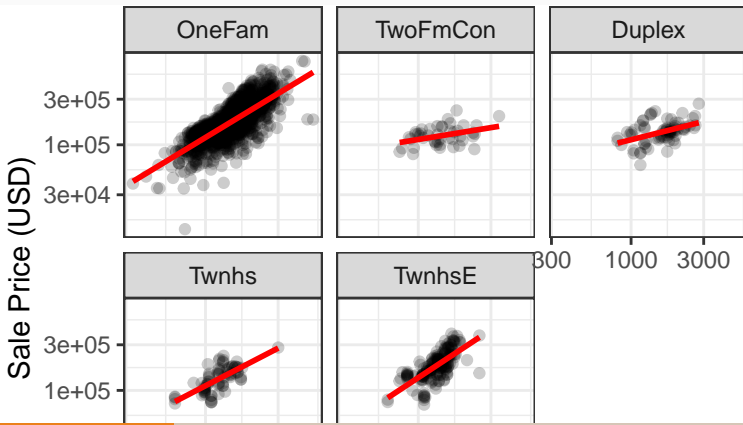 OneFam
TwoFmCon
Duplex
3e+05
1e+05
3e+04
Sale Price (USD)
300
1000
3000
Twnhs
TwnhsE
3e+05
1e+05